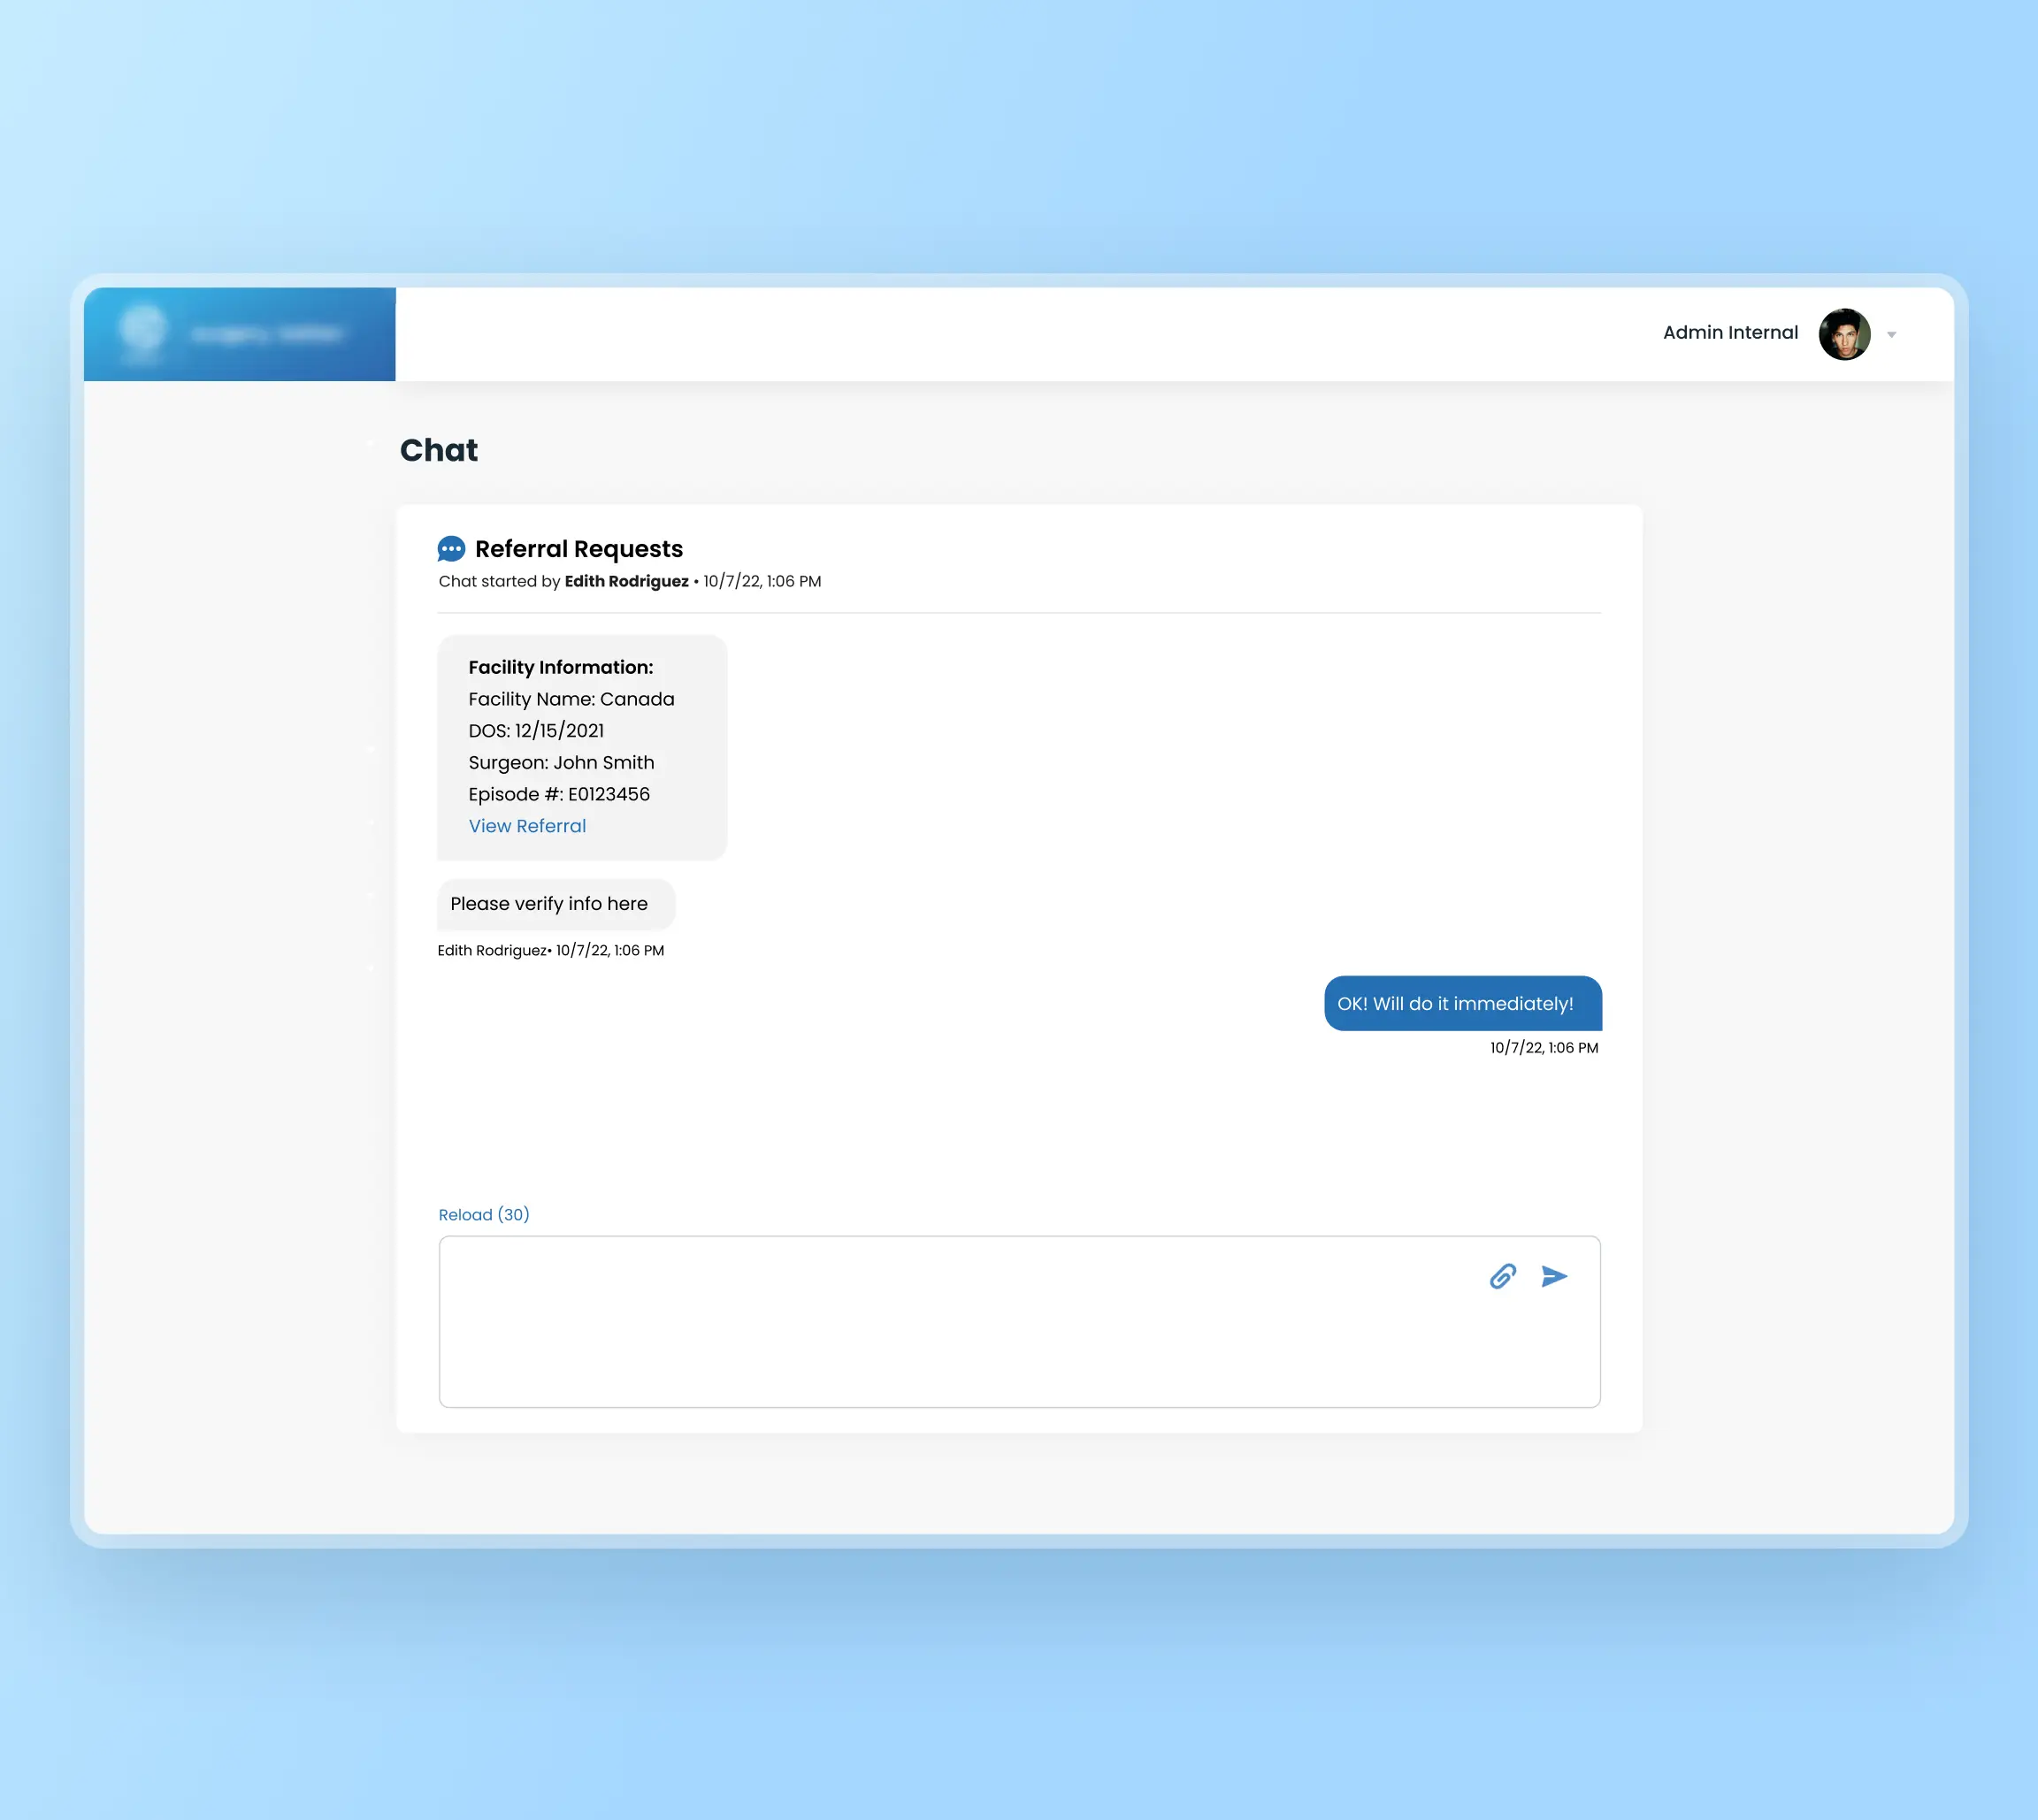 Admin Internal
Chat
Referral Requests
Chat started by Edith Rodriguez • 10/7/22, 1:06 PM
Facility Information:
Facility Name: Canada
DOS: 12/15/2021
Surgeon: John Smith
Episode #: E0123456
View Referral
Please verify info here
Edith Rodriguez• 10/7/22, 1:06 PM
OK! Will do it immediately!
10/7/22, 1:06 PM
Reload (30)